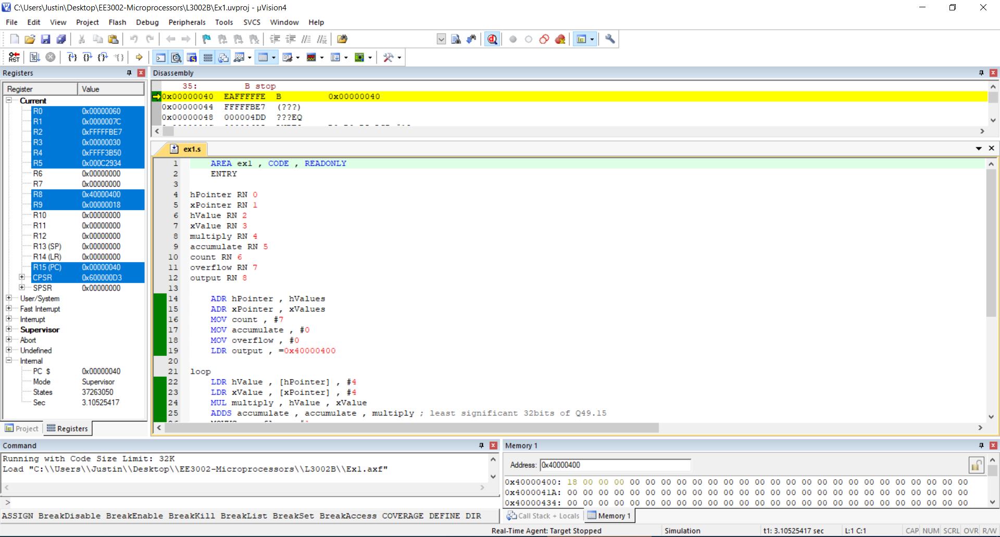 C:\Users\Justin\Desktop\EE3002-Microprocessors\L3002B\Ex1.uvproj - µVision4
File Edit View Project Flash Debug Peripherals Tools SVCS Window Help
Registers
Register Value
Current
R0 0x00000060
R1 0x0000007C
R2 0xFFFFFBE7
R3 0x00000030
R4 0xFFFF3B50
R5 0x000C2934
R6 0x00000000
R7 0x00000000
R8 0x40000400
R9 0x00000018
R10 0x00000000
R11 0x00000000
R12 0x00000000
R13 (SP) 0x00000000
R14 (LR) 0x00000000
R15 (PC) 0x00000040
CPSR 0x600000D3
SPSR 0x00000000
User/System
Fast Interrupt
Interrupt
Supervisor
Abort
Undefined
Internal
PC $ 0x00000040
Mode Supervisor
States 37263050
Sec 3.10525417
Project Registers
Disassembly
35: B stop
0x00000040 EAFFFFFE B 0x00000040
0x00000044 FFFFFBE7 (???)
0x00000048 000004DD ???EQ
ex1.s
1 AREA ex1 , CODE , READONLY
2 ENTRY
3
4 hPointer RN 0
5 xPointer RN 1
6 hValue RN 2
7 xValue RN 3
8 multiply RN 4
9 accumulate RN 5
10 count RN 6
11 overflow RN 7
12 output RN 8
13
14 ADR hPointer , hValues
15 ADR xPointer , xValues
16 MOV count , #7
17 MOV accumulate , #0
18 MOV overflow , #0
19 LDR output , =0x40000400
20
21 loop
22 LDR hValue , [hPointer] , #4
23 LDR xValue , [xPointer] , #4
24 MUL multiply , hValue , xValue
25 ADDS accumulate , accumulate , multiply ; least significant 32bits of Q49.15
Command
Running with Code Size Limit: 32K
Load "C:\\Users\\Justin\\Desktop\\EE3002-Microprocessors\\L3002B\\Ex1.axf"
>
ASSIGN BreakDisable BreakEnable BreakKill BreakList BreakSet BreakAccess COVERAGE DEFINE DIR
Memory 1
Address: 0x40000400
0x40000400: 18 00 00 00 00 00 00 00 00 00 00 00 00 00 00 00 00 00 00 00 00 00 00 00 00 00
0x4000041A: 00 00 00 00 00 00 00 00 00 00 00 00 00 00 00 00 00 00 00 00 00 00 00 00 00 00
0x40000434: 00 00 00 00 00 00 00 00 00 00 00 00 00 00 00 00 00 00 00 00 00 00 00 00 00 00
Call Stack + Locals Memory 1
Real-Time Agent: Target Stopped Simulation t1: 3.10525417 sec L:1 C:1 CAP NUM SCRL OVR R/W